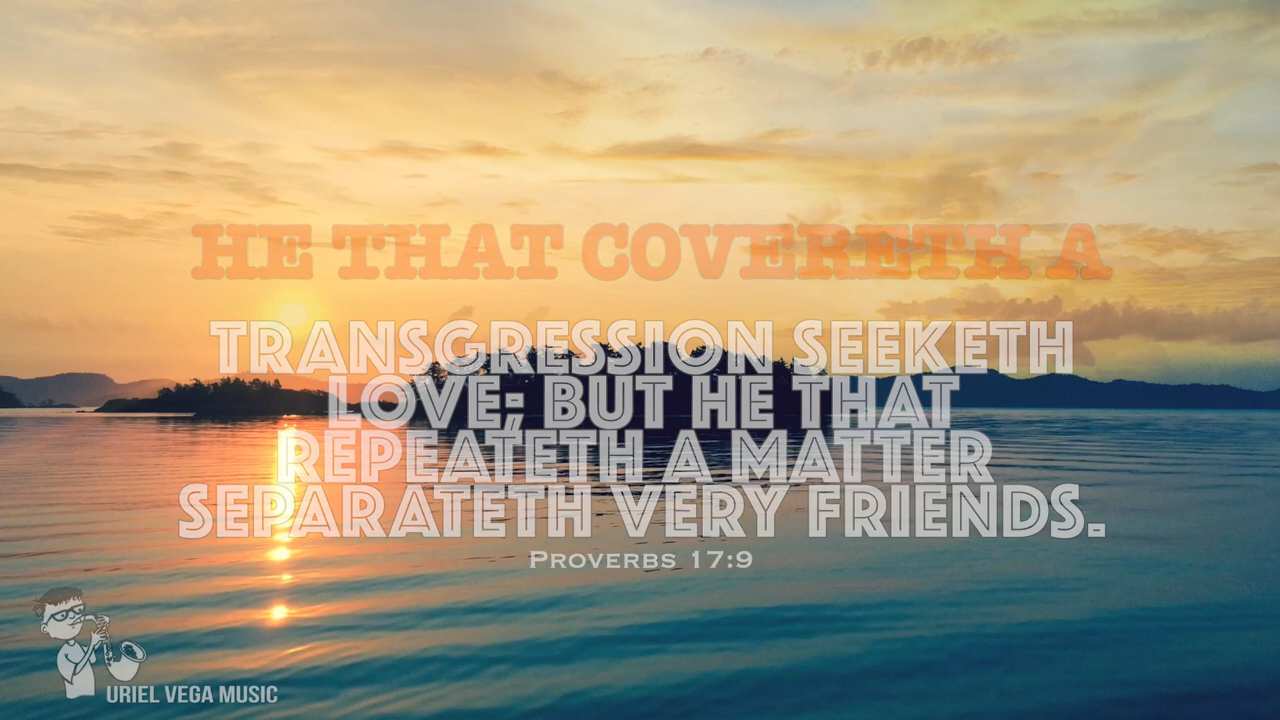 HE THAT COVERETH A
TRANSGRESSION SEEKETH
LOVE; BUT HE THAT
REPEATETH A MATTER
SEPARATETH VERY FRIENDS.
PROVERBS 17:9
URIEL VEGA MUSIC